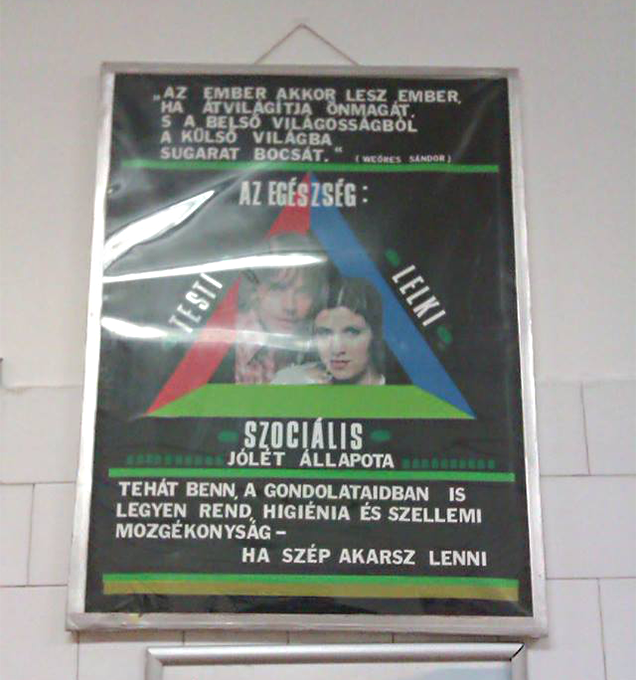 „AZ EMBER AKKOR LESZ EMBER,
HA ÁTVILÁGÍTJA ÖNMAGÁT,
S A BELSŐ VILÁGOSSÁGBÓL
A KÜLSŐ VILÁGBA
SUGARAT BOCSÁT.“ (WEÖRES SÁNDOR)
AZ EGÉSZSÉG:
TESTI
LELKI
SZOCIÁLIS
JÓLÉT ÁLLAPOTA
TEHÁT BENN, A GONDOLATAIDBAN IS
LEGYEN REND, HIGIÉNIA ÉS SZELLEMI
MOZGÉKONYSÁG –
HA SZÉP AKARSZ LENNI